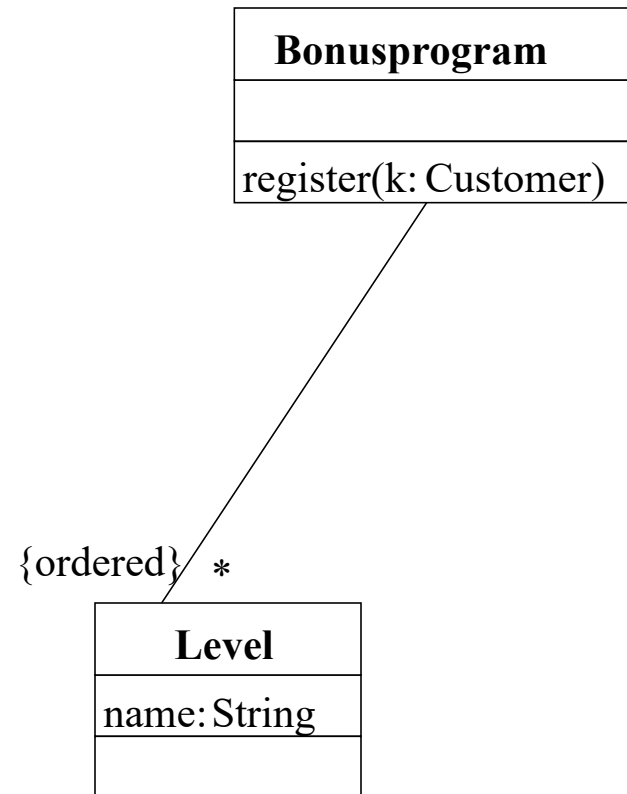 Bonusprogram
register(k: Customer)
{ordered} *
Level
name: String